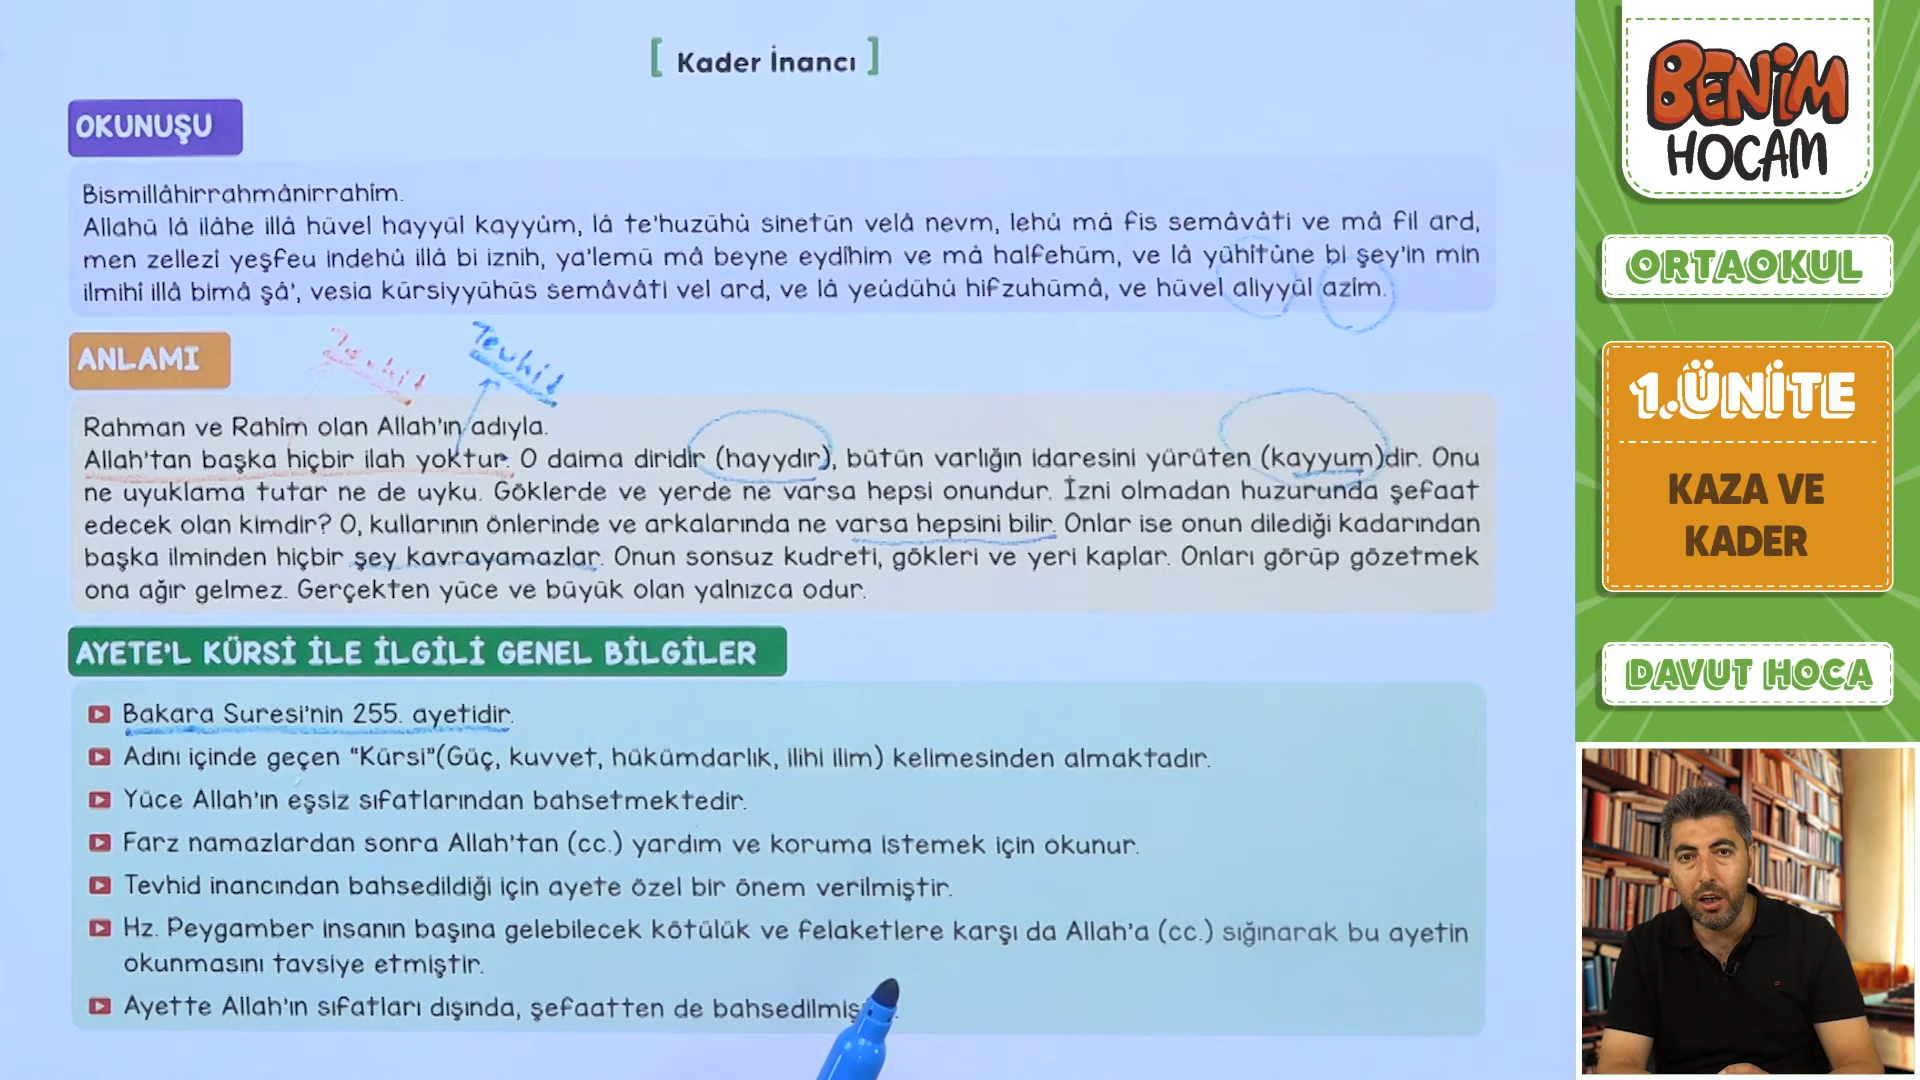 [ Kader İnancı ]
OKUNUŞU
Bismillâhirrahmânirrahîm.
Allahü lâ ilâhe illâ hüvel hayyül kayyûm, lâ te'huzühû sinetün velâ nevm, lehû mâ fis semâvâti ve mâ fil ard,
men zellezî yeşfeu indehû illâ bi iznih, ya'lemü mâ beyne eydîhim ve mâ halfehüm, ve lâ yühîtûne bi şey'in min
ilmihî illâ bimâ şâ', vesia kürsiyyühüs semâvâti vel ard, ve lâ yeûdühû hifzuhümâ, ve hüvel aliyyül azîm.
Tevhit
Tevhit
ANLAMI
Rahman ve Rahîm olan Allah'ın adıyla.
Allah'tan başka hiçbir ilah yoktur. O daima diridir (hayydır), bütün varlığın idaresini yürüten (kayyum)dir. Onu
ne uyuklama tutar ne de uyku. Göklerde ve yerde ne varsa hepsi onundur. İzni olmadan huzurunda şefaat
edecek olan kimdir? O, kullarının önlerinde ve arkalarında ne varsa hepsini bilir. Onlar ise onun dilediği kadarından
başka ilminden hiçbir şey kavrayamazlar. Onun sonsuz kudreti, gökleri ve yeri kaplar. Onları görüp gözetmek
ona ağır gelmez. Gerçekten yüce ve büyük olan yalnızca odur.
AYETE'L KÜRSİ İLE İLGİLİ GENEL BİLGİLER
Bakara Suresi'nin 255. ayetidir.
Adını içinde geçen “Kürsi”(Güç, kuvvet, hükümdarlık, ilihi ilim) kelimesinden almaktadır.
Yüce Allah'ın eşsiz sıfatlarından bahsetmektedir.
Farz namazlardan sonra Allah'tan (cc.) yardım ve koruma istemek için okunur.
Tevhid inancından bahsedildiği için ayete özel bir önem verilmiştir.
Hz. Peygamber insanın başına gelebilecek kötülük ve felaketlere karşı da Allah'a (cc.) sığınarak bu ayetin
okunmasını tavsiye etmiştir.
Ayette Allah'ın sıfatları dışında, şefaatten de
BENİM
HOCAM
ORTAOKUL
1.ÜNİTE
KAZA VE
KADER
DAVUT HOCA